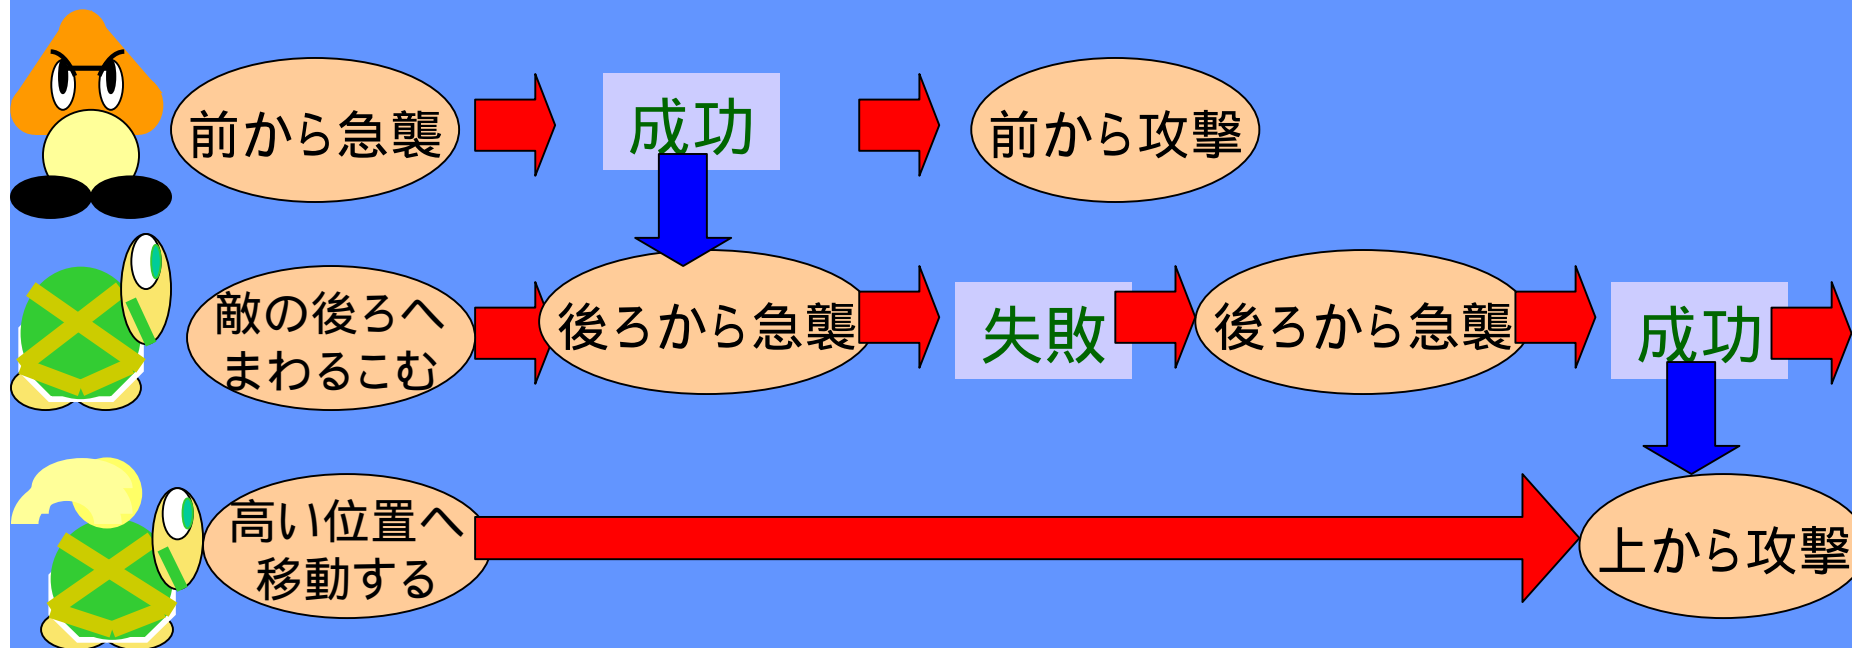 前から急襲
成功
前から攻撃
敵の後ろへ
まわるこむ
後ろから急襲
失敗
後ろから急襲
成功
高い位置へ
移動する
上から攻撃